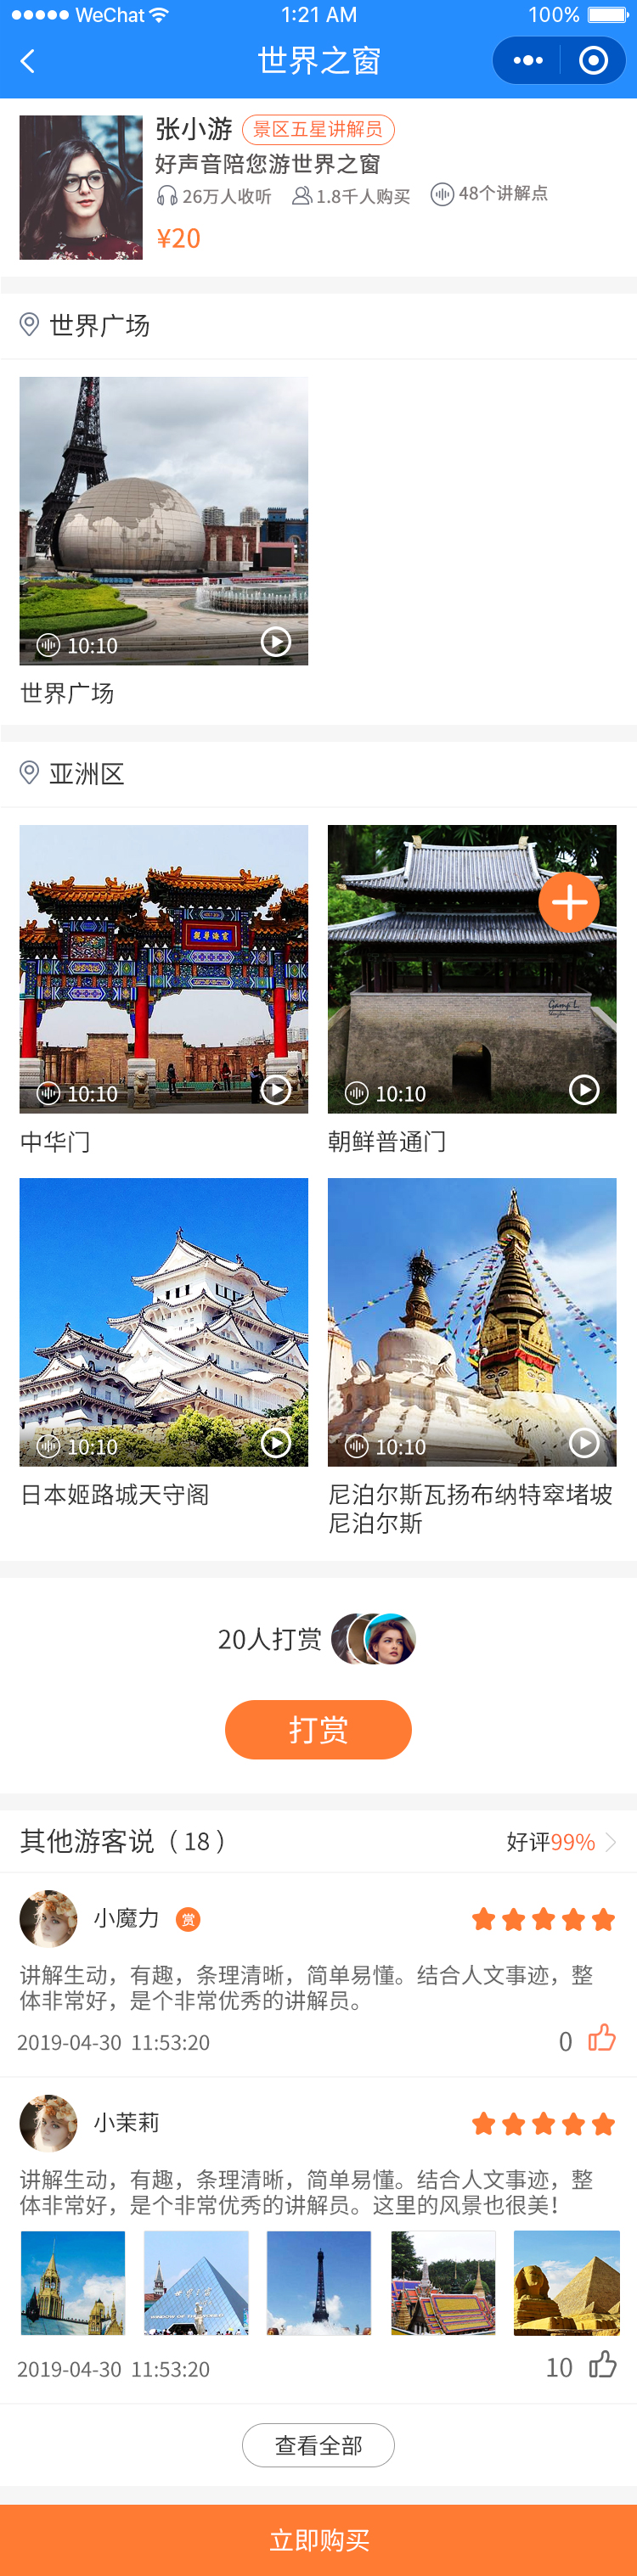 WeChat 1:21 AM 100%
世界之窗
张小游 景区五星讲解员
好声音陪您游世界之窗
26万人收听 1.8千人购买 48个讲解点
¥20
世界广场
10:10
世界广场
亚洲区
10:10 10:10
中华门 朝鲜普通门
10:10 10:10
日本姬路城天守阁 尼泊尔斯瓦扬布纳特窣堵坡
尼泊尔斯
20人打赏
打赏
其他游客说（18） 好评99%
小魔力 赏
讲解生动，有趣，条理清晰，简单易懂。结合人文事迹，整
体非常好，是个非常优秀的讲解员。
2019-04-30 11:53:20 0
小茉莉
讲解生动，有趣，条理清晰，简单易懂。结合人文事迹，整
体非常好，是个非常优秀的讲解员。这里的风景也很美！
2019-04-30 11:53:20 10
查看全部
立即购买